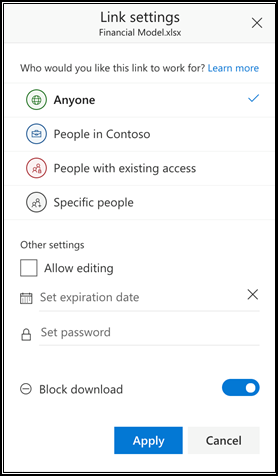 Link settings
Financial Model.xlsx
Who would you like this link to work for? Learn more
Anyone
People in Contoso
People with existing access
Specific people
Other settings
Allow editing
Set expiration date
Set password
Block download
Apply Cancel